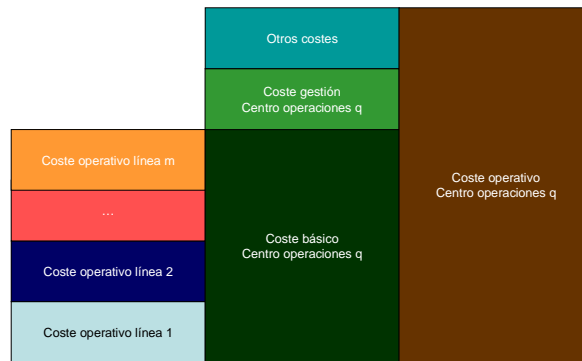 Otros costes
Coste gestión
Centro operaciones q
Coste operativo línea m
...
Coste operativo línea 2
Coste operativo línea 1
Coste básico
Centro operaciones q
Coste operativo
Centro operaciones q